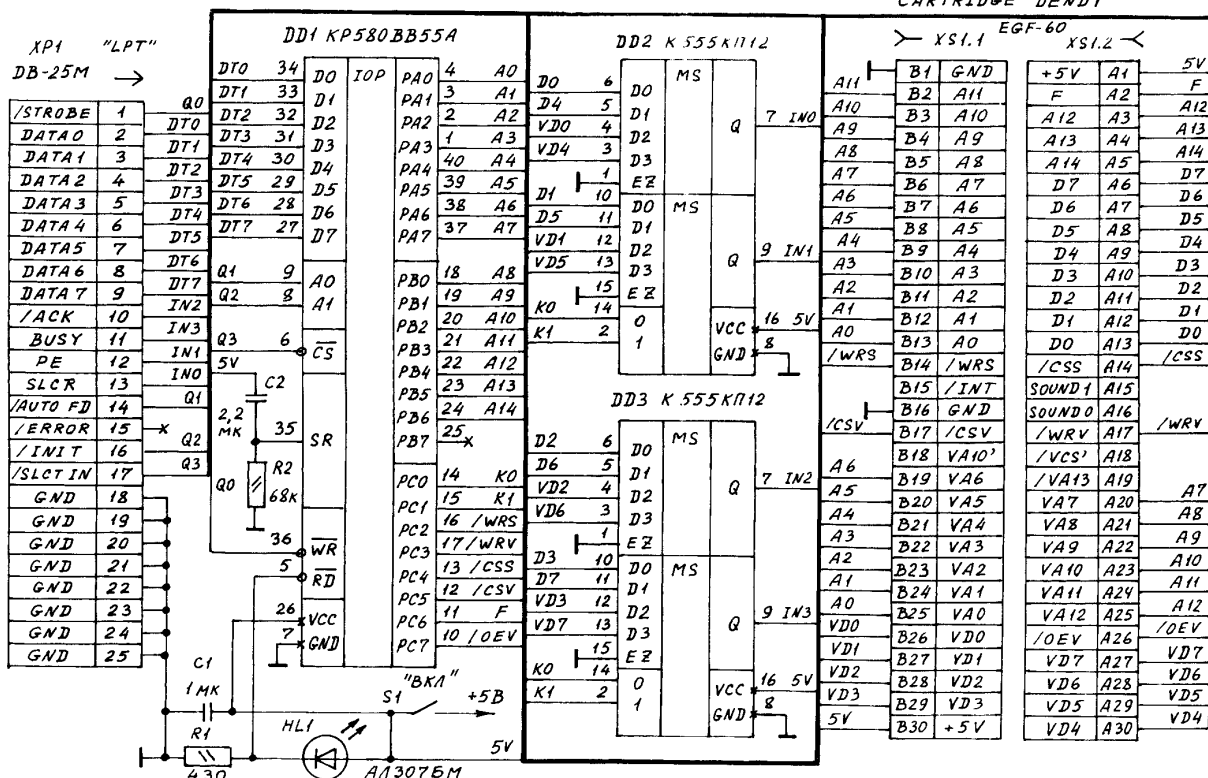 CARTRIDGE DENDY
EGF-60
XP1 "LPT"
DB-25M
/STROBE 1 Q0
DATA0 2 DT0
DATA1 3 DT1
DATA2 4 DT2
DATA3 5 DT3
DATA4 6 DT4
DATA5 7 DT5
DATA6 8 DT6
DATA7 9 DT7
/ACK 10 IN2
BUSY 11 IN3
PE 12 IN1
SLCR 13 IN0
/AUTO FD 14 Q1
/ERROR 15
/INIT 16 Q2
/SLCT IN 17 Q3
GND 18
GND 19
GND 20
GND 21
GND 22
GND 23
GND 24
GND 25
DD1 КР580ВВ55А
IOP
DT0 34 D0
DT1 33 D1
DT2 32 D2
DT3 31 D3
DT4 30 D4
DT5 29 D5
DT6 28 D6
DT7 27 D7
Q1 9 A0
Q2 8 A1
Q3 6 CS
5V
C2
2,2 МК
35 SR
R2
68К
Q0
36 WR
5 RD
26 VCC
7 GND
PA0 4 A0
PA1 3 A1
PA2 2 A2
PA3 1 A3
PA4 40 A4
PA5 39 A5
PA6 38 A6
PA7 37 A7
PB0 18 A8
PB1 19 A9
PB2 20 A10
PB3 21 A11
PB4 22 A12
PB5 23 A13
PB6 24 A14
PB7 25
PC0 14 K0
PC1 15 K1
PC2 16 /WRS
PC3 17 /WRV
PC4 13 /CSS
PC5 12 /CSV
PC6 11 F
PC7 10 /OEV
C1
1МК
S1 "ВКЛ"
+5В
HL1
R1
430
АЛ307БМ
5V
DD2 К555КП12
MS
D0 6 D0
D4 5 D1
VD0 4 D2
VD4 3 D3
1 EZ
Q 7 IN0
MS
D1 10 D0
D5 11 D1
VD1 12 D2
VD5 13 D3
15 EZ
Q 9 IN1
K0 14 0
K1 2 1
VCC 16 5V
GND 8
DD3 К555КП12
MS
D2 6 D0
D6 5 D1
VD2 4 D2
VD6 3 D3
1 EZ
Q 7 IN2
MS
D3 10 D0
D7 11 D1
VD3 12 D2
VD7 13 D3
15 EZ
Q 9 IN3
K0 14 0
K1 2 1
VCC 16 5V
GND 8
XS1.1
B1 GND
A11 B2 A11
A10 B3 A10
A9 B4 A9
A8 B5 A8
A7 B6 A7
A6 B7 A6
A5 B8 A5
A4 B9 A4
A3 B10 A3
A2 B11 A2
A1 B12 A1
A0 B13 A0
/WRS B14 /WRS
B15 /INT
B16 GND
/CSV B17 /CSV
B18 VA10'
A6 B19 VA6
A5 B20 VA5
A4 B21 VA4
A3 B22 VA3
A2 B23 VA2
A1 B24 VA1
A0 B25 VA0
VD0 B26 VD0
VD1 B27 VD1
VD2 B28 VD2
VD3 B29 VD3
5V B30 +5V
XS1.2
+5V A1 5V
F A2 F
A12 A3 A12
A13 A4 A13
A14 A5 A14
D7 A6 D7
D6 A7 D6
D5 A8 D5
D4 A9 D4
D3 A10 D3
D2 A11 D2
D1 A12 D1
D0 A13 D0
/CSS A14 /CSS
SOUND1 A15
SOUND0 A16
/WRV A17 /WRV
/VCS' A18
/VA13 A19
VA7 A20 A7
VA8 A21 A8
VA9 A22 A9
VA10 A23 A10
VA11 A24 A11
VA12 A25 A12
/OEV A26 /OEV
VD7 A27 VD7
VD6 A28 VD6
VD5 A29 VD5
VD4 A30 VD4